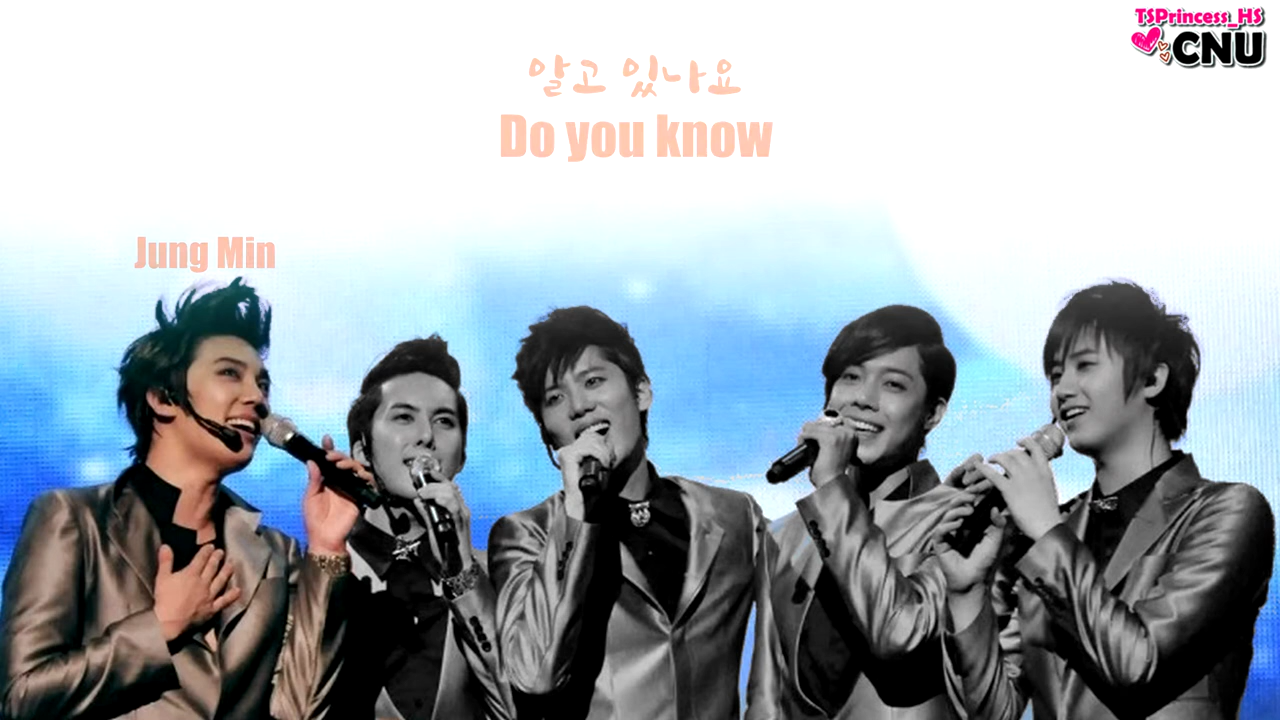 TSPrincess_HS
CNU
알고 있나요
Do you know
Jung Min